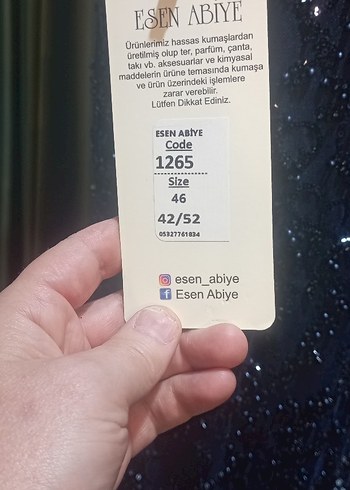 ESEN ABİYE
Ürünlerimiz hassas kumaşlardan
üretilmiş olup ter, parfüm, çanta,
takı vb. aksesuarlar ve kimyasal
maddelerin ürüne temasında kumaşa
ve ürün üzerindeki işlemlere
zarar verebilir.
Lütfen Dikkat Ediniz.
ESEN ABİYE
Code
1265
Size
46
42/52
05327761834
esen_abiye
Esen Abiye